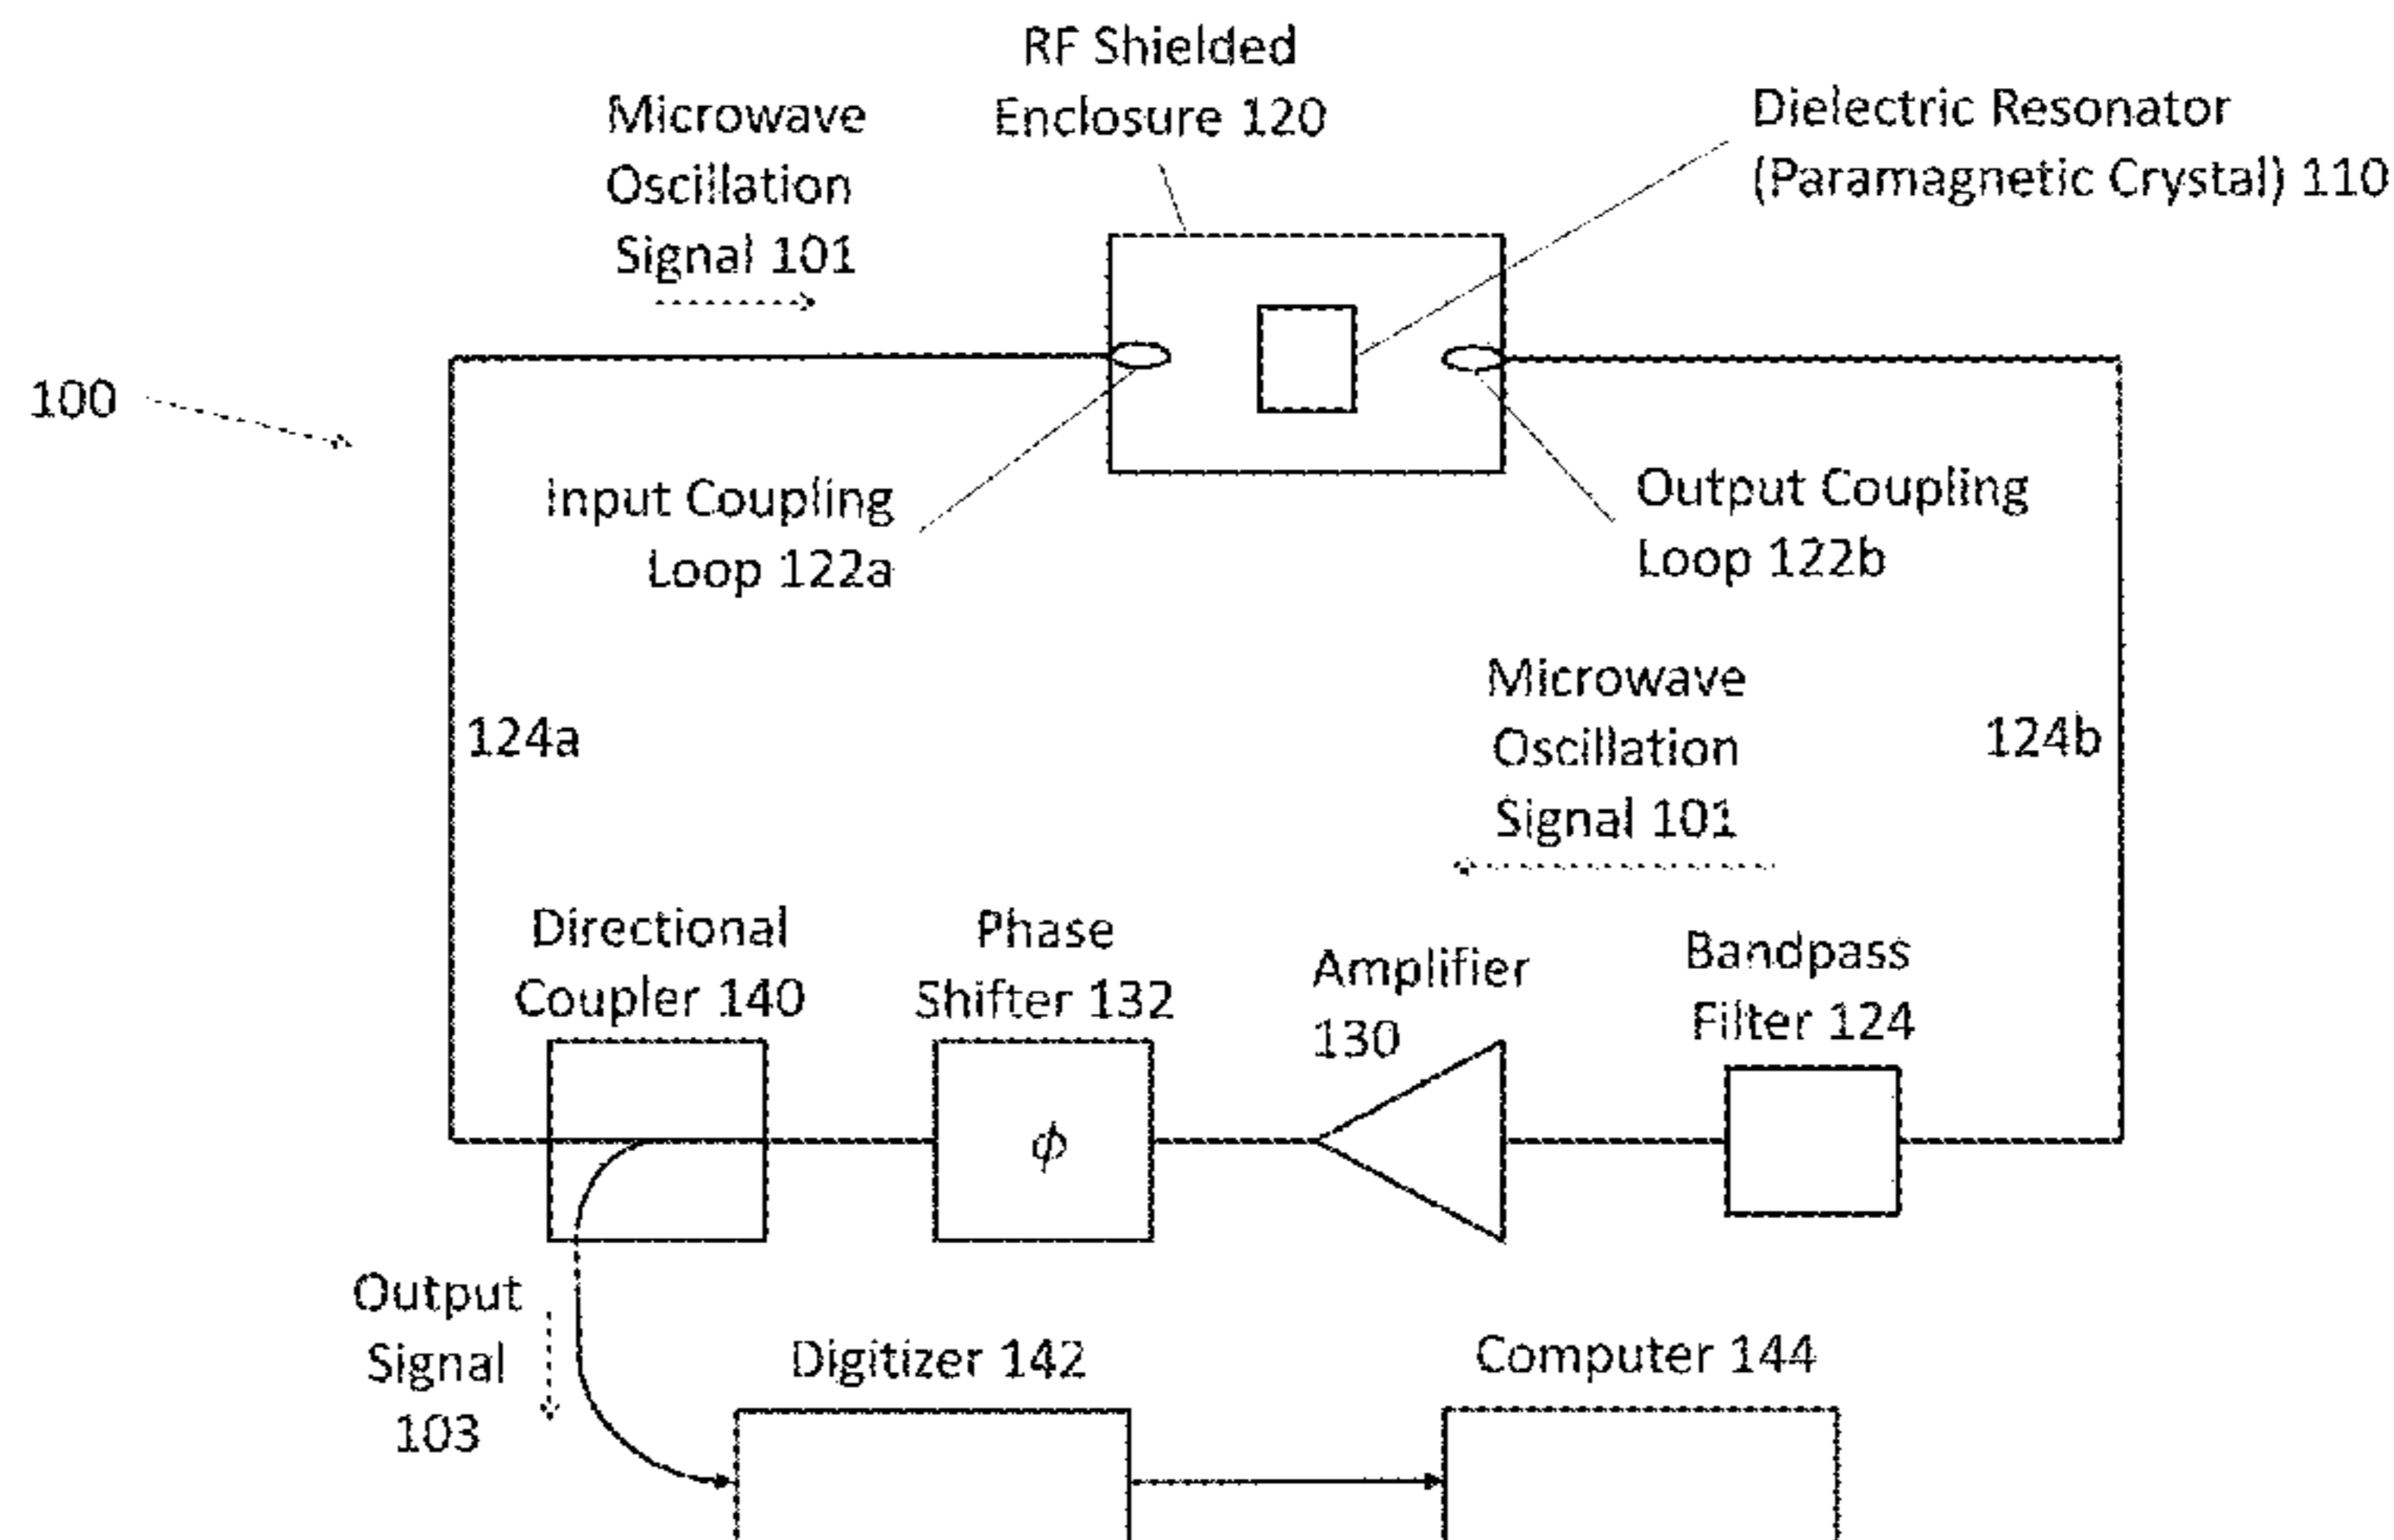 RF Shielded
Enclosure 120
Microwave
Oscillation
Signal 101
Dielectric Resonator
(Paramagnetic Crystal) 110
100
Input Coupling
Loop 122a
Output Coupling
Loop 122b
124a
Microwave
Oscillation
Signal 101
124b
Directional
Coupler 140
Phase
Shifter 132
Amplifier
130
Bandpass
Filter 124
ϕ
Output
Signal
103
Digitizer 142
Computer 144